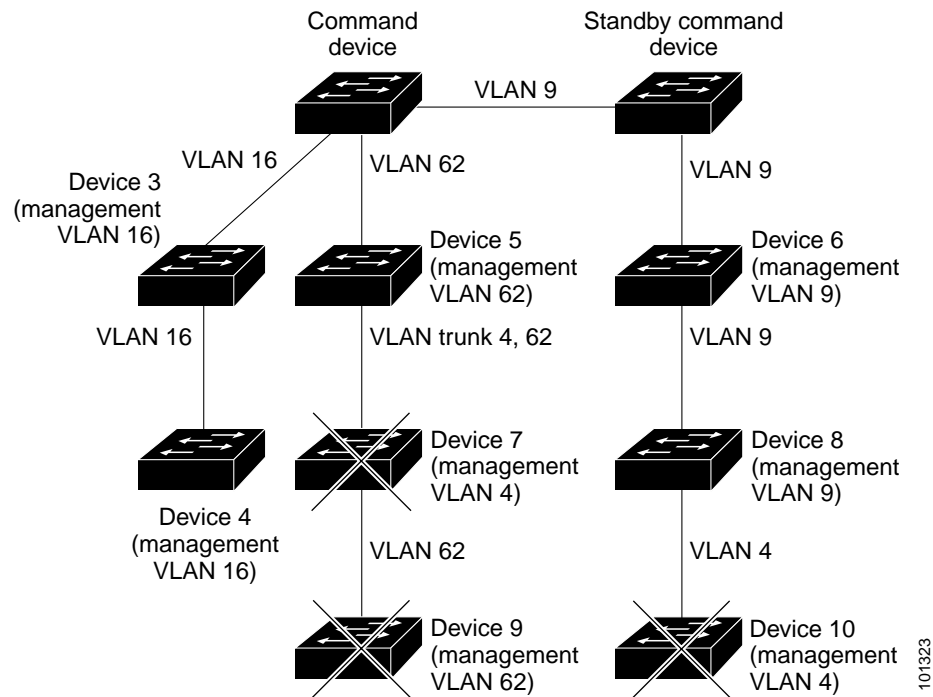 Command
device
Standby command
device
VLAN 9
VLAN 16
VLAN 62
VLAN 9
Device 3
(management
VLAN 16)
Device 5
(management
VLAN 62)
Device 6
(management
VLAN 9)
VLAN 16
VLAN trunk 4, 62
VLAN 9
Device 4
(management
VLAN 16)
Device 7
(management
VLAN 4)
Device 8
(management
VLAN 9)
VLAN 62
VLAN 4
Device 9
(management
VLAN 62)
Device 10
(management
VLAN 4)
101323